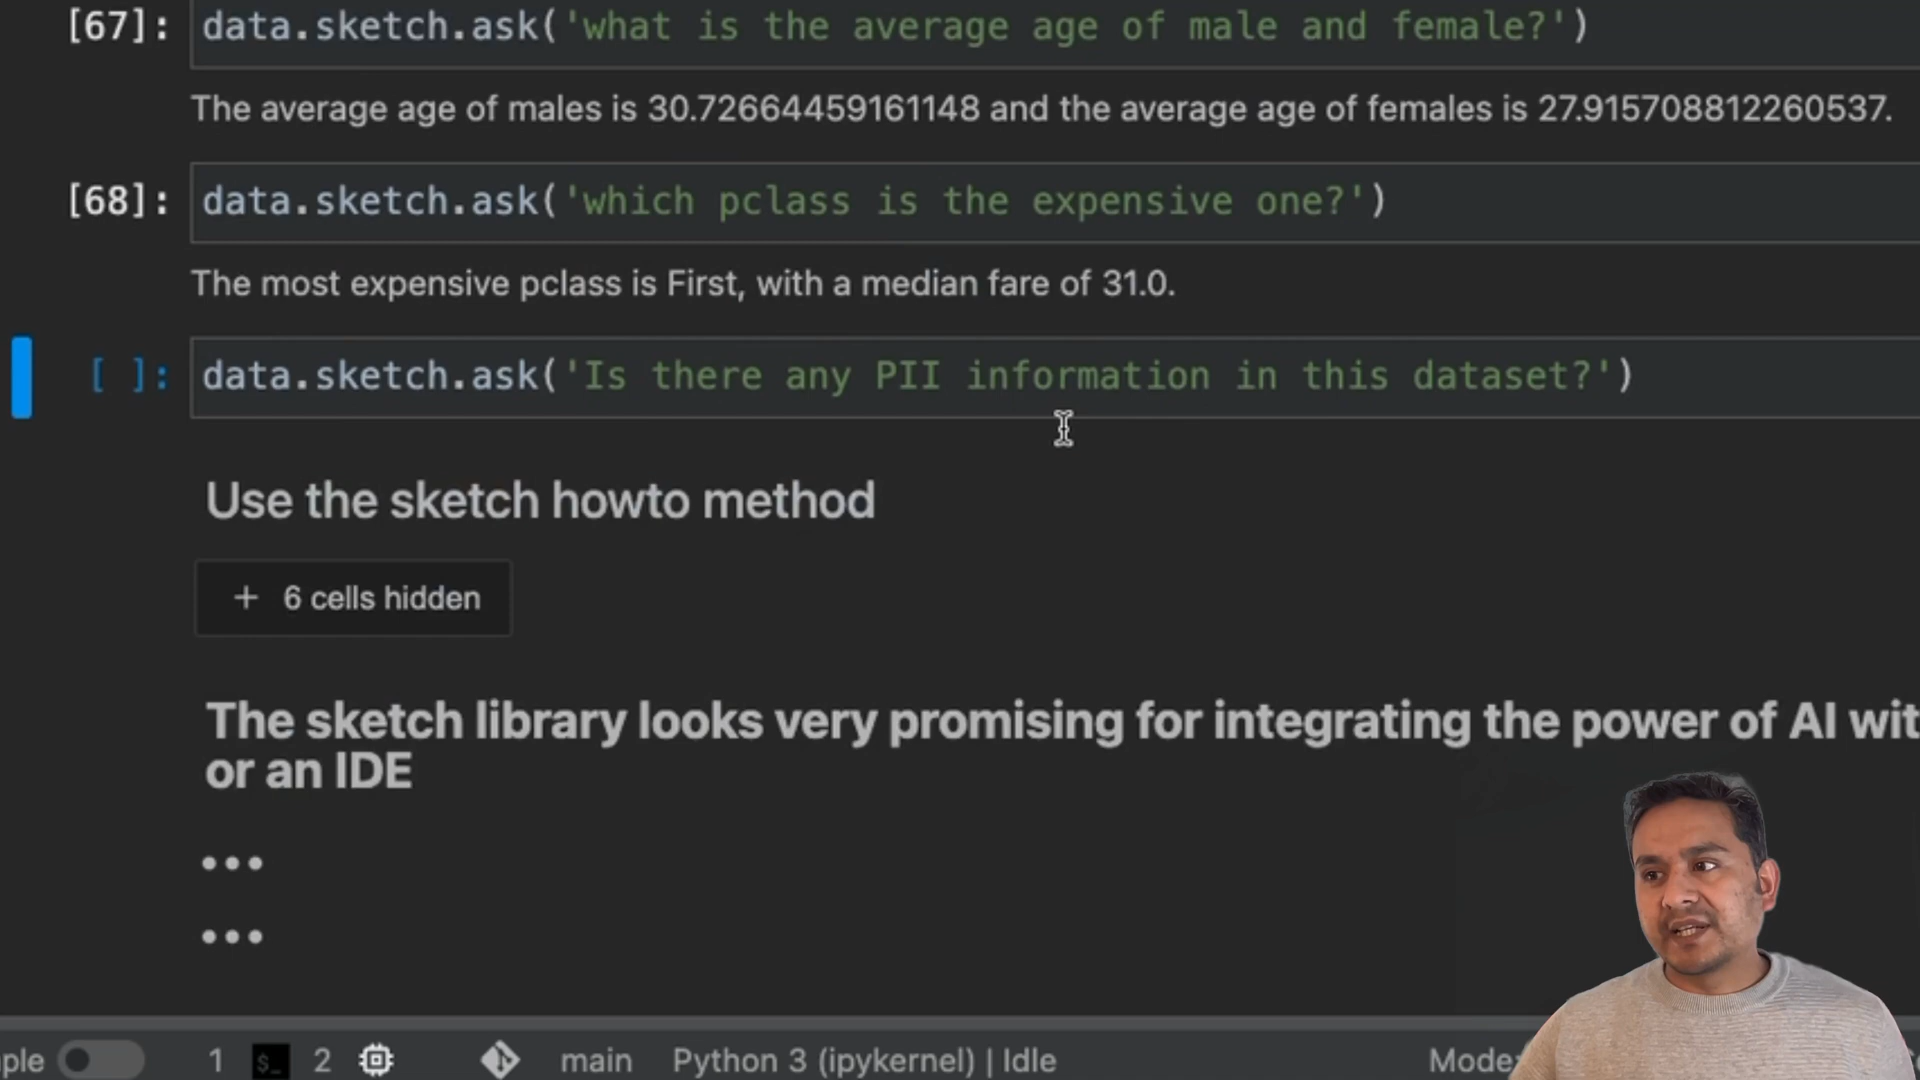 [67]: data.sketch.ask('what is the average age of male and female?')
The average age of males is 30.72664459161148 and the average age of females is 27.915708812260537.
[68]: data.sketch.ask('which pclass is the expensive one?')
The most expensive pclass is First, with a median fare of 31.0.
[ ]: data.sketch.ask('Is there any PII information in this dataset?')
Use the sketch howto method
+ 6 cells hidden
The sketch library looks very promising for integrating the power of AI wit
or an IDE
•••
•••
ple 1 $_ 2 main Python 3 (ipykernel) | Idle Mode: